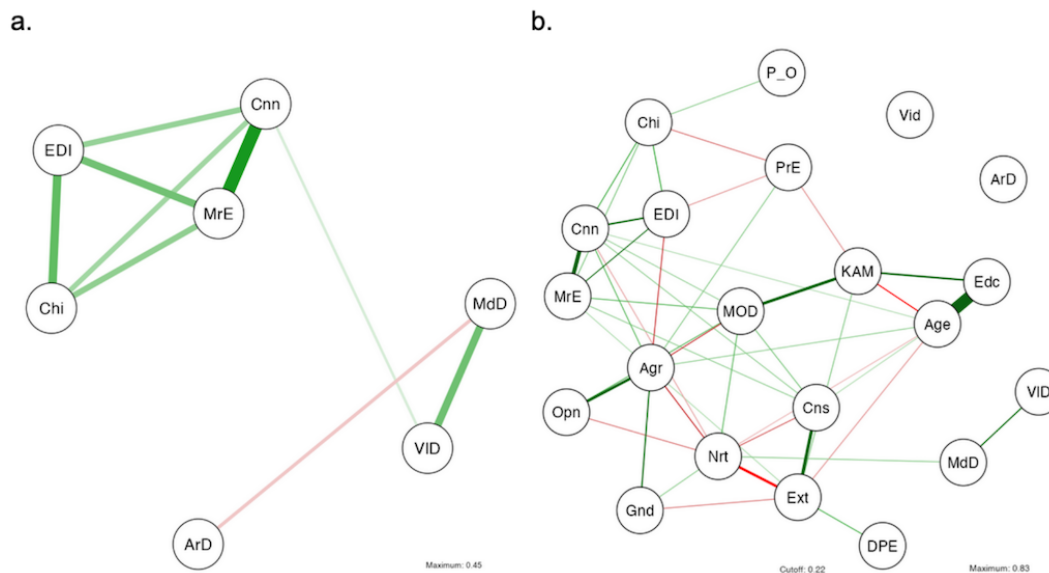 a.
Cnn
EDI
MrE
Chi
MdD
VID
ArD
Maximum: 0.45
b.
P_O
Vid
Chi
PrE
ArD
EDI
Cnn
KAM
Edc
MrE
MOD
Age
Agr
VID
Opn
Cns
Nrt
MdD
Ext
Gnd
DPE
Cutoff: 0.22
Maximum: 0.83